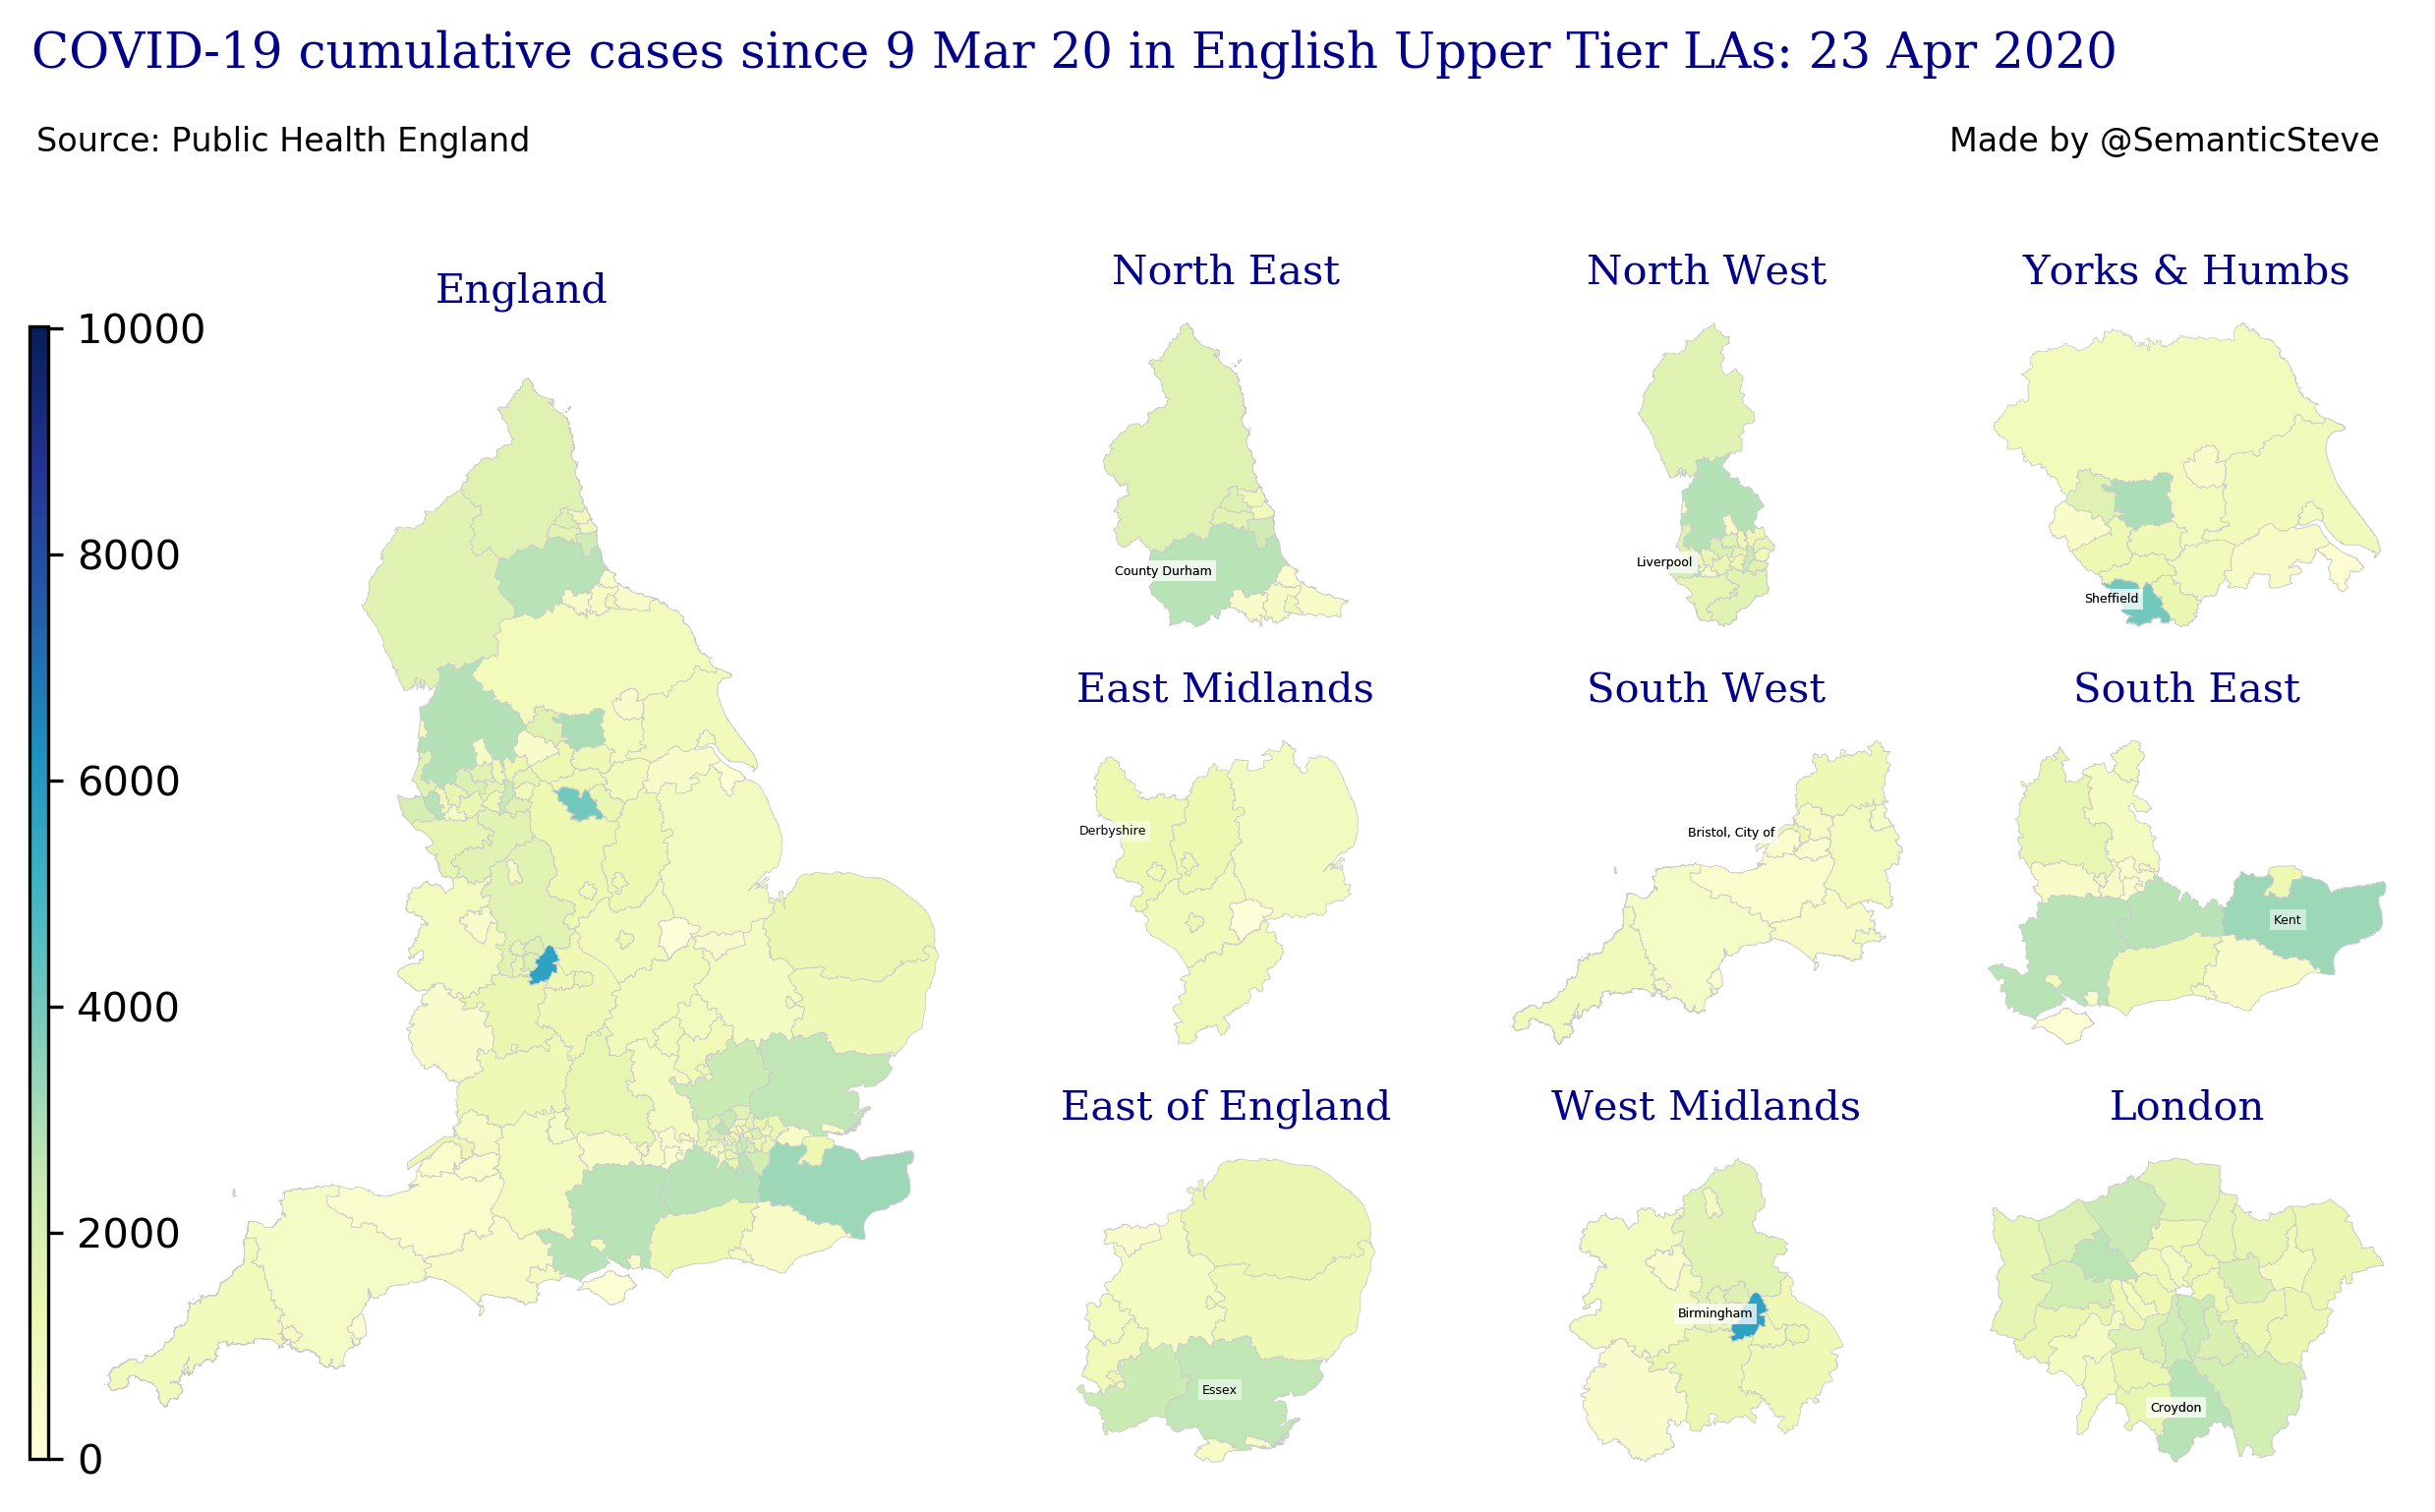 COVID-19 cumulative cases since 9 Mar 20 in English Upper Tier LAs: 23 Apr 2020
Source: Public Health England
Made by @SemanticSteve
England
10000
8000
6000
4000
2000
0
North East
County Durham
North West
Liverpool
Yorks & Humbs
Sheffield
East Midlands
Derbyshire
South West
Bristol, City of
South East
Kent
East of England
Essex
West Midlands
Birmingham
London
Croydon